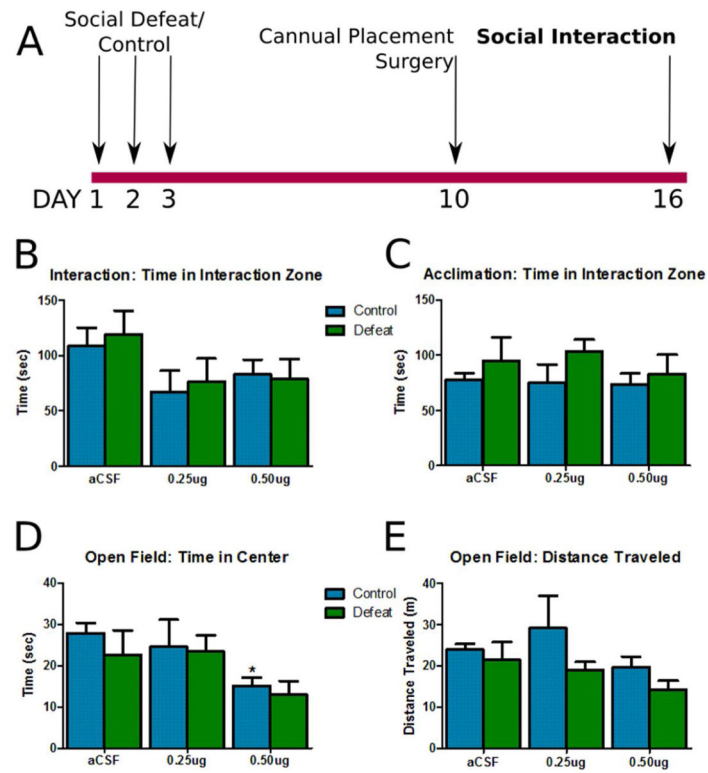 A
Social Defeat/
Control
Cannual Placement
Surgery
Social Interaction
DAY 1 2 3 10 16
B
Interaction: Time in Interaction Zone
Time (sec)
150
100
50
0
aCSF 0.25ug 0.50ug
Control
Defeat
C
Acclimation: Time in Interaction Zone
Time (sec)
150
100
50
0
aCSF 0.25ug 0.50ug
D
Open Field: Time in Center
Time (sec)
40
30
20
10
0
*
aCSF 0.25ug 0.50ug
Control
Defeat
E
Open Field: Distance Traveled
Distance Traveled (m)
40
30
20
10
0
aCSF 0.25ug 0.50ug